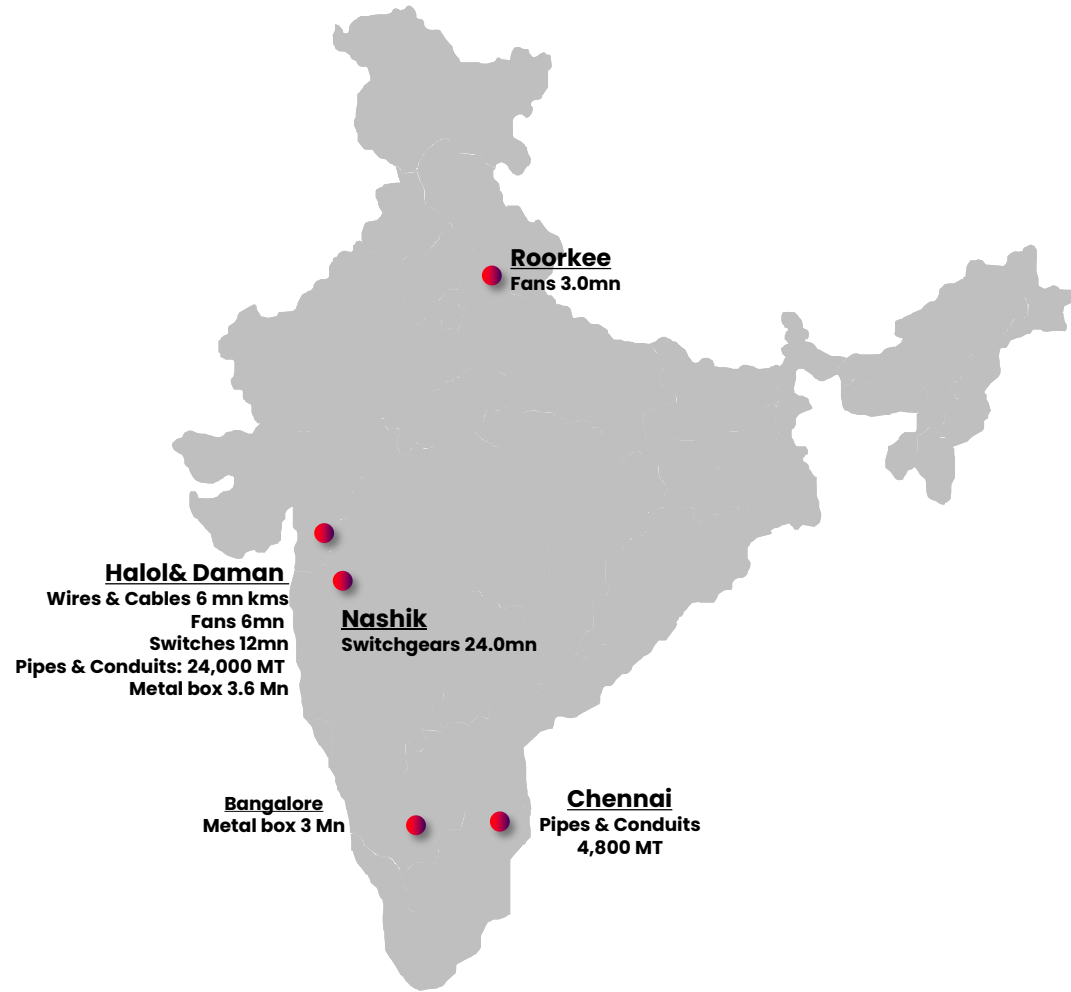 Roorkee
Fans 3.0mn
Halol& Daman
Wires & Cables 6 mn kms
Fans 6mn
Switches 12mn
Pipes & Conduits: 24,000 MT
Metal box 3.6 Mn
Nashik
Switchgears 24.0mn
Bangalore
Metal box 3 Mn
Chennai
Pipes & Conduits
4,800 MT